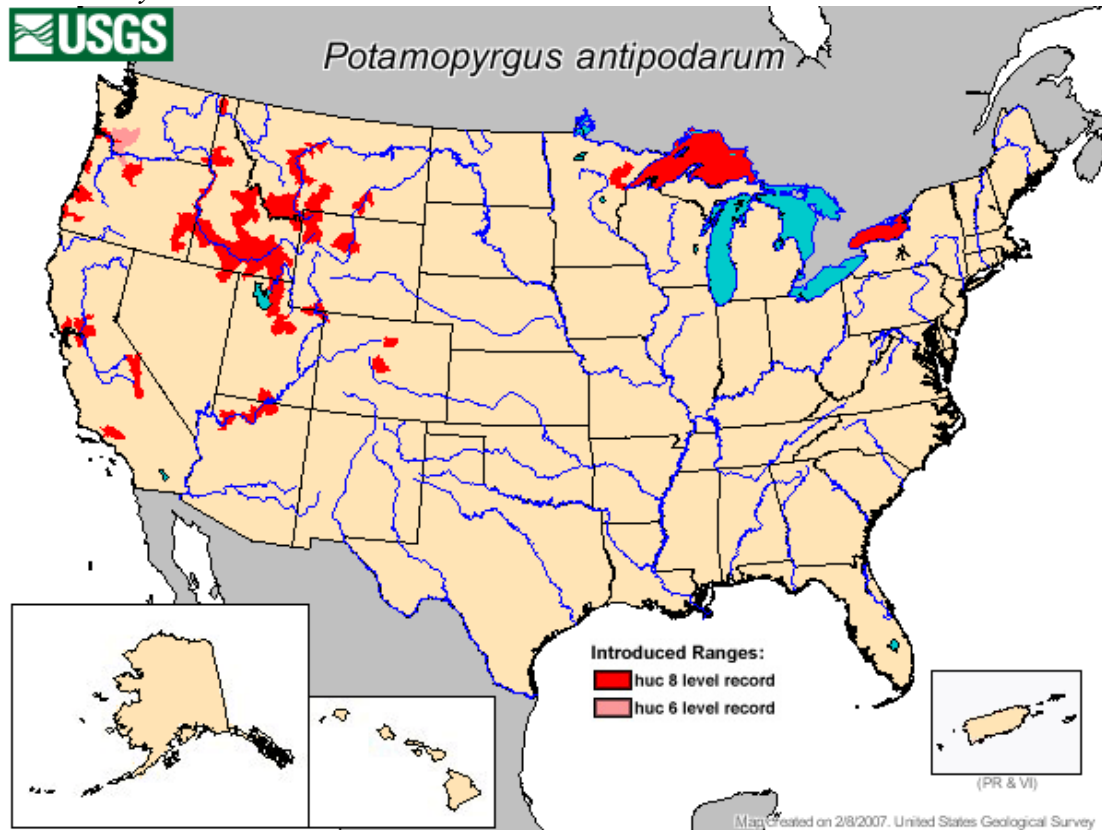 USGS
Potamopyrgus antipodarum
Introduced Ranges:
huc 8 level record
huc 6 level record
(PR & VI)
Map created on 2/8/2007. United States Geological Survey